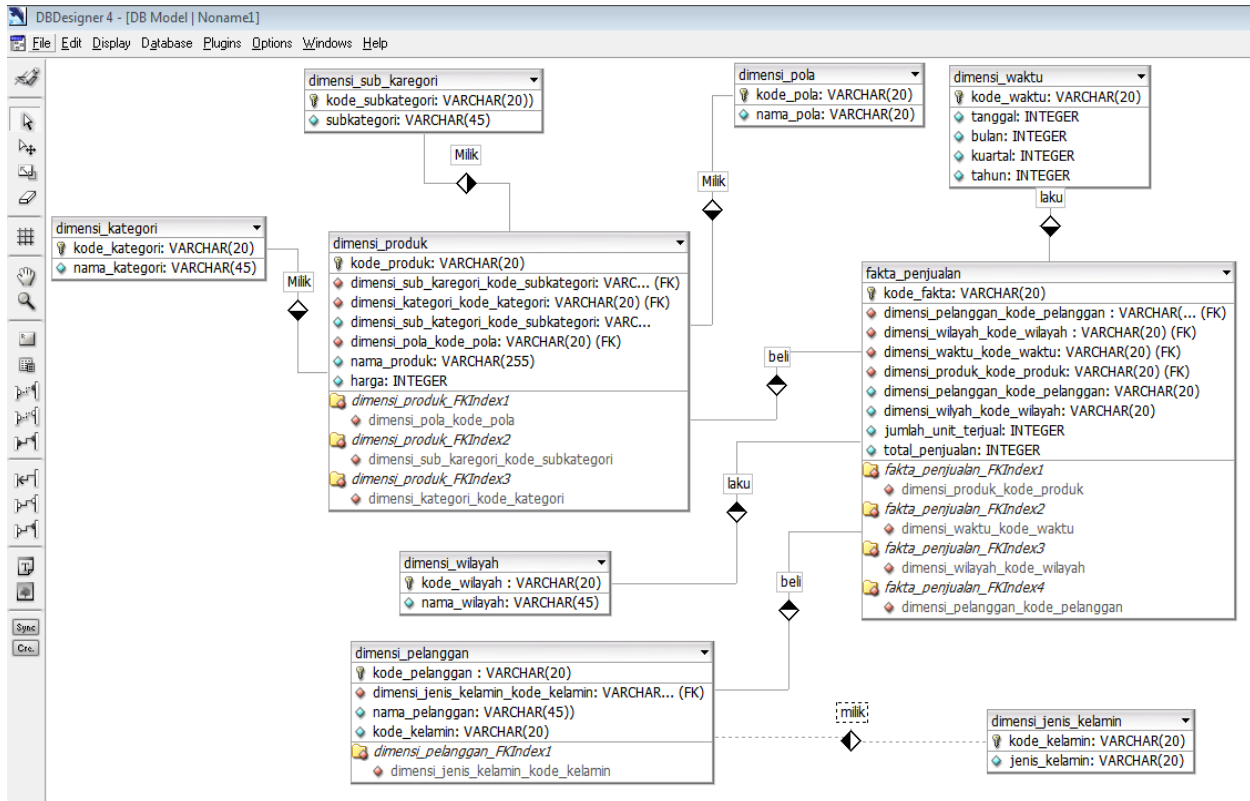 DBDesigner 4 - [DB Model | Noname1]
File Edit Display Database Plugins Options Windows Help
dimensi_sub_karegori
kode_subkategori: VARCHAR(20))
subkategori: VARCHAR(45)
dimensi_pola
kode_pola: VARCHAR(20)
nama_pola: VARCHAR(20)
dimensi_waktu
kode_waktu: VARCHAR(20)
tanggal: INTEGER
bulan: INTEGER
kuartal: INTEGER
tahun: INTEGER
Milik
Milik
laku
dimensi_kategori
kode_kategori: VARCHAR(20)
nama_kategori: VARCHAR(45)
Milik
dimensi_produk
kode_produk: VARCHAR(20)
dimensi_sub_karegori_kode_subkategori: VARC... (FK)
dimensi_kategori_kode_kategori: VARCHAR(20) (FK)
dimensi_sub_kategori_kode_subkategori: VARC...
dimensi_pola_kode_pola: VARCHAR(20) (FK)
nama_produk: VARCHAR(255)
harga: INTEGER
dimensi_produk_FKIndex1
dimensi_pola_kode_pola
dimensi_produk_FKIndex2
dimensi_sub_karegori_kode_subkategori
dimensi_produk_FKIndex3
dimensi_kategori_kode_kategori
fakta_penjualan
kode_fakta: VARCHAR(20)
dimensi_pelanggan_kode_pelanggan : VARCHAR(... (FK)
dimensi_wilayah_kode_wilayah : VARCHAR(20) (FK)
dimensi_waktu_kode_waktu: VARCHAR(20) (FK)
dimensi_produk_kode_produk: VARCHAR(20) (FK)
dimensi_pelanggan_kode_pelanggan: VARCHAR(20)
dimensi_wilyah_kode_wilayah: VARCHAR(20)
jumlah_unit_terjual: INTEGER
total_penjualan: INTEGER
fakta_penjualan_FKIndex1
dimensi_produk_kode_produk
fakta_penjualan_FKIndex2
dimensi_waktu_kode_waktu
fakta_penjualan_FKIndex3
dimensi_wilayah_kode_wilayah
fakta_penjualan_FKIndex4
dimensi_pelanggan_kode_pelanggan
beli
laku
beli
dimensi_wilayah
kode_wilayah : VARCHAR(20)
nama_wilayah: VARCHAR(45)
Sync
Cre.
dimensi_pelanggan
kode_pelanggan : VARCHAR(20)
dimensi_jenis_kelamin_kode_kelamin: VARCHAR... (FK)
nama_pelanggan: VARCHAR(45))
kode_kelamin: VARCHAR(20)
dimensi_pelanggan_FKIndex1
dimensi_jenis_kelamin_kode_kelamin
milik
dimensi_jenis_kelamin
kode_kelamin: VARCHAR(20)
jenis_kelamin: VARCHAR(20)